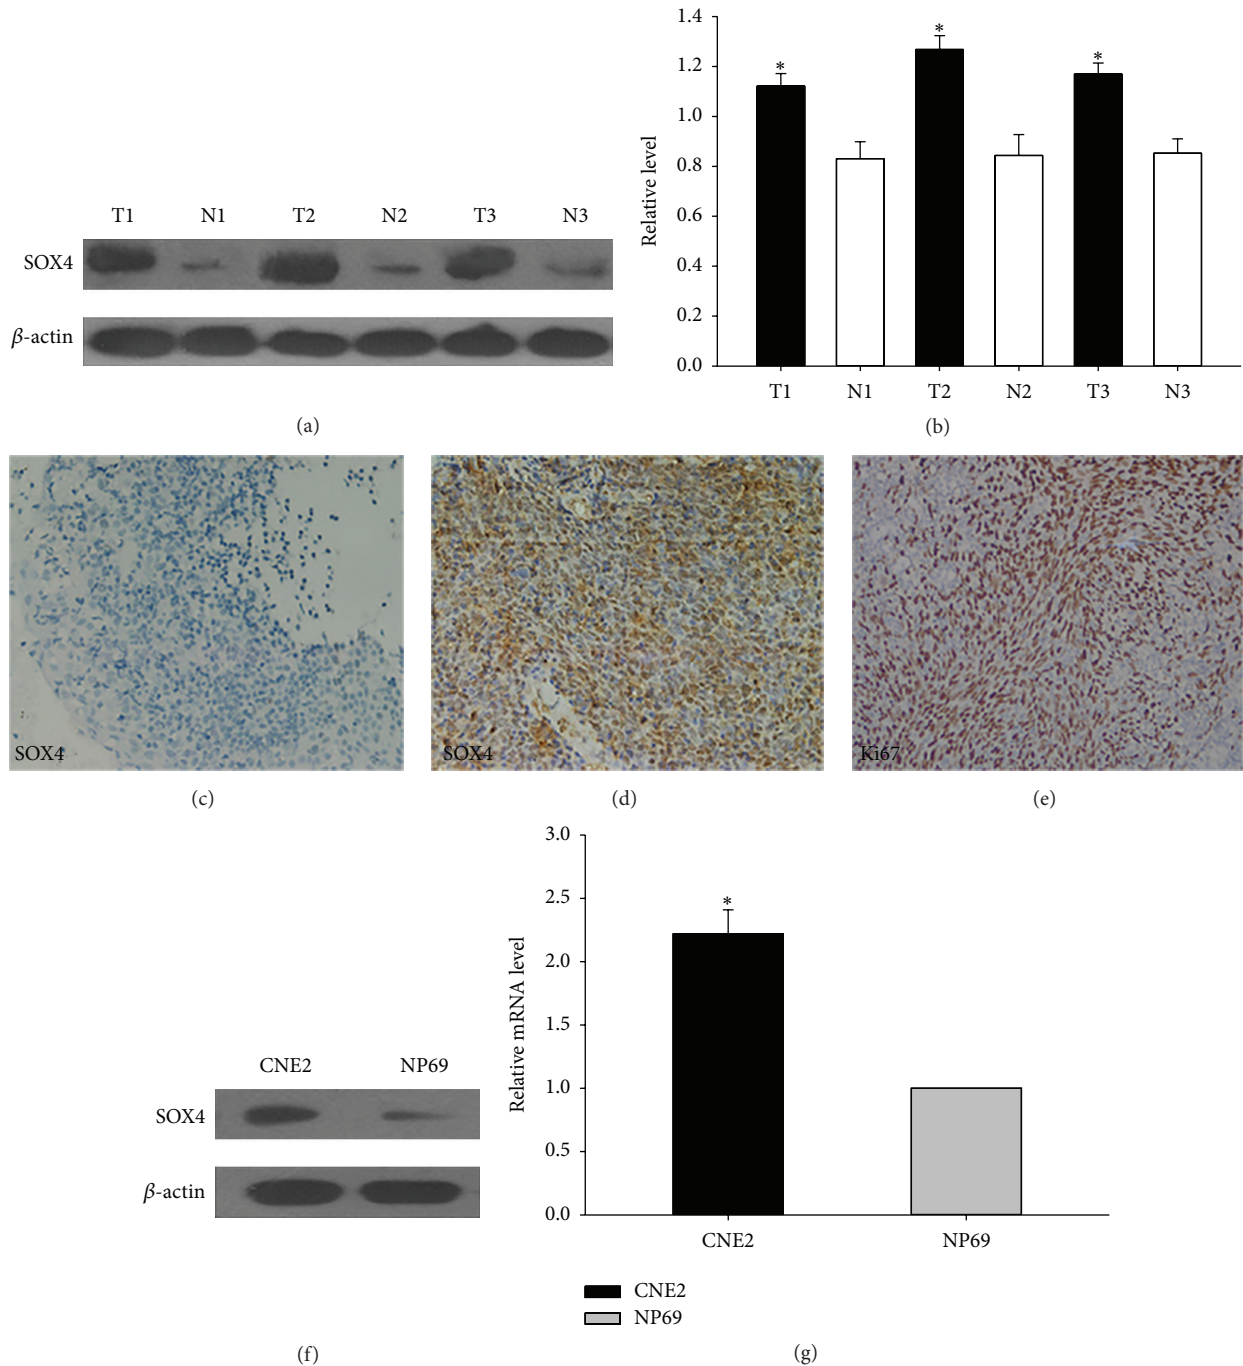 T1 N1 T2 N2 T3 N3
SOX4
β-actin
(a)
Relative level
1.4
1.2
1.0
0.8
0.6
0.4
0.2
0.0
*
*
*
T1 N1 T2 N2 T3 N3
(b)
SOX4
(c)
SOX4
(d)
Ki67
(e)
CNE2 NP69
SOX4
β-actin
(f)
Relative mRNA level
3.0
2.5
2.0
1.5
1.0
0.5
0.0
*
CNE2 NP69
CNE2
NP69
(g)